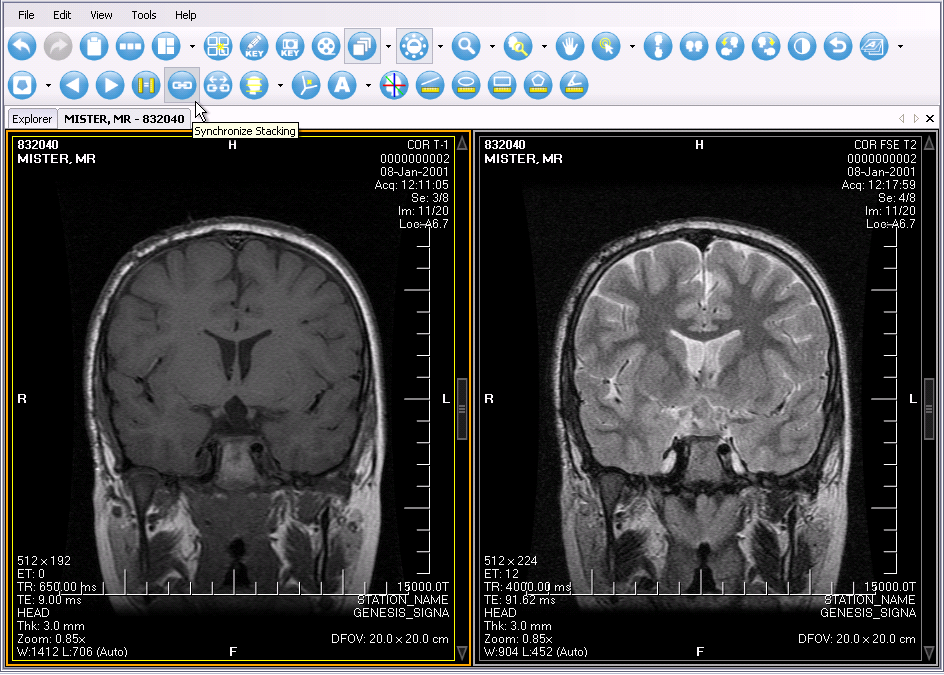 File Edit View Tools Help
KEY KEY
A
Explorer MISTER, MR - 832040
Synchronize Stacking
832040
MISTER, MR
H
COR T-1
0000000002
08-Jan-2001
Acq: 12:11:05
Se: 3/8
Im: 11/20
Loc: A6.7
R
L
512 x 192
ET: 0
TR: 650.00 ms
TE: 9.00 ms
HEAD
Thk: 3.0 mm
Zoom: 0.85x
W:1412 L:706 (Auto)
F
15000.0T
STATION_NAME
GENESIS_SIGNA
DFOV: 20.0 x 20.0 cm
832040
MISTER, MR
H
COR FSE T2
0000000002
08-Jan-2001
Acq: 12:17:59
Se: 4/8
Im: 11/20
Loc: A6.7
R
L
512 x 224
ET: 12
TR: 4000.00 ms
TE: 91.62 ms
HEAD
Thk: 3.0 mm
Zoom: 0.85x
W:904 L:452 (Auto)
F
15000.0T
STATION_NAME
GENESIS_SIGNA
DFOV: 20.0 x 20.0 cm